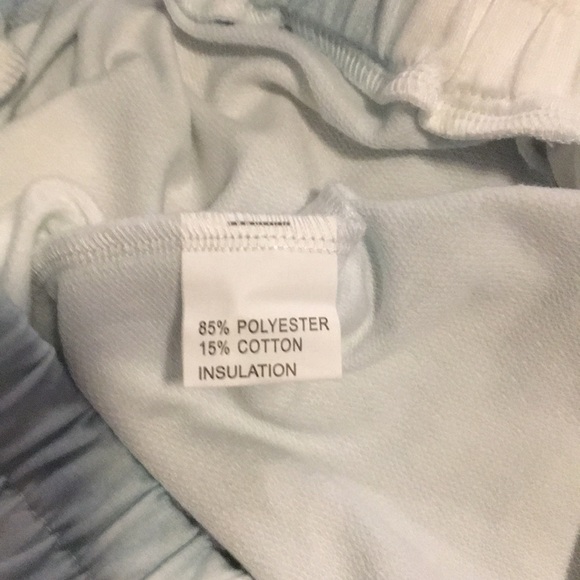 85% POLYESTER
15% COTTON
INSULATION